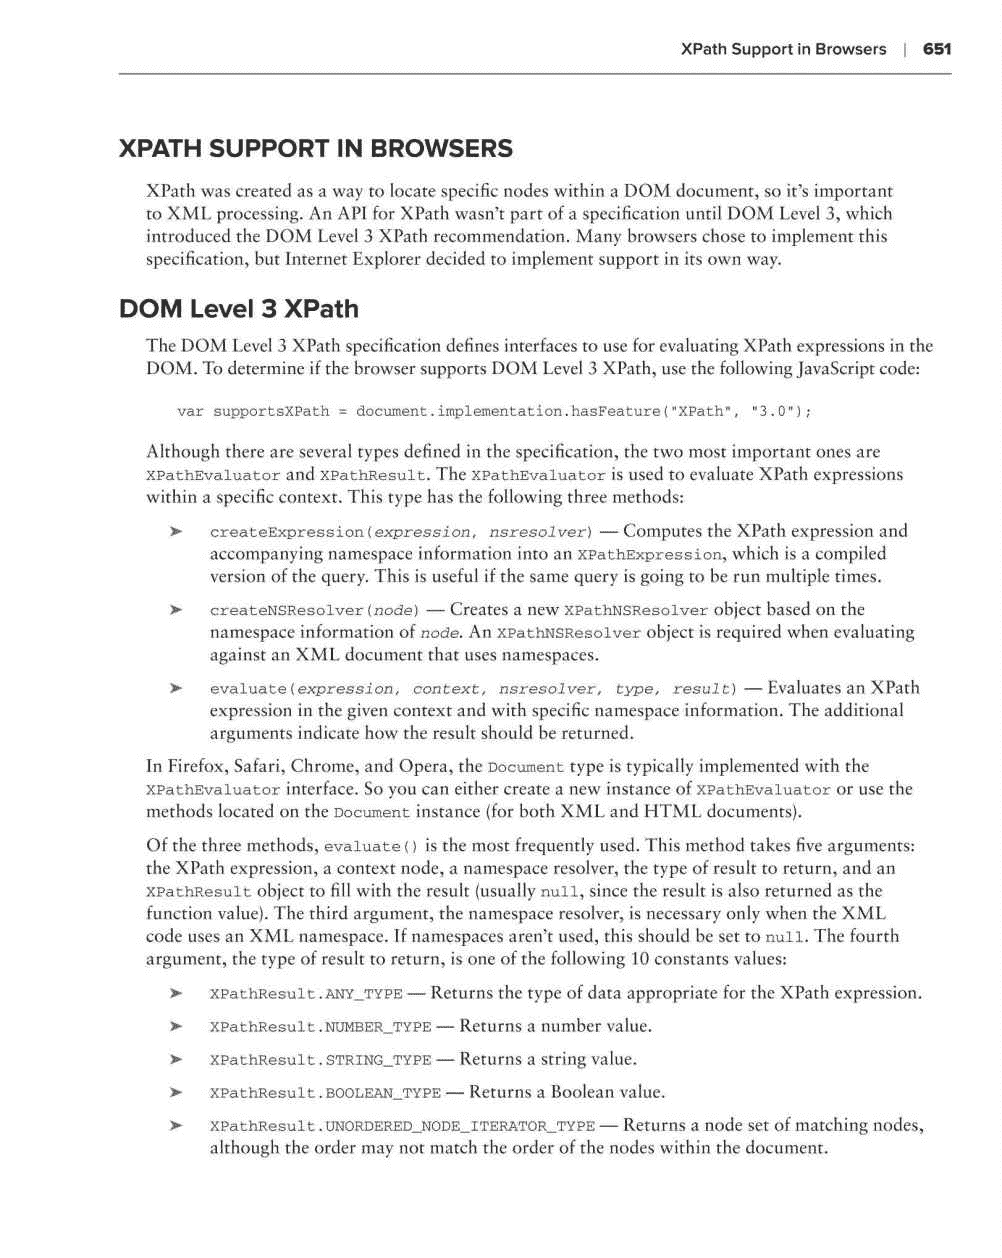 XPath Support in Browsers | 651
XPATH SUPPORT IN BROWSERS
XPath was created as a way to locate specific nodes within a DOM document, so it's important
to XML processing. An API for XPath wasn't part of a specification until DOM Level 3, which
introduced the DOM Level 3 XPath recommendation. Many browsers chose to implement this
specification, but Internet Explorer decided to implement support in its own way.
DOM Level 3 XPath
The DOM Level 3 XPath specification defines interfaces to use for evaluating XPath expressions in the
DOM. To determine if the browser supports DOM Level 3 XPath, use the following JavaScript code:
var supportsXPath = document.implementation.hasFeature("XPath", "3.0");
Although there are several types defined in the specification, the two most important ones are
XPathEvaluator and XPathResult. The XPathEvaluator is used to evaluate XPath expressions
within a specific context. This type has the following three methods:
➤ createExpression(expression, nsresolver) — Computes the XPath expression and
accompanying namespace information into an XPathExpression, which is a compiled
version of the query. This is useful if the same query is going to be run multiple times.
➤ createNSResolver(node) — Creates a new XPathNSResolver object based on the
namespace information of node. An XPathNSResolver object is required when evaluating
against an XML document that uses namespaces.
➤ evaluate(expression, context, nsresolver, type, result) — Evaluates an XPath
expression in the given context and with specific namespace information. The additional
arguments indicate how the result should be returned.
In Firefox, Safari, Chrome, and Opera, the Document type is typically implemented with the
XPathEvaluator interface. So you can either create a new instance of XPathEvaluator or use the
methods located on the Document instance (for both XML and HTML documents).
Of the three methods, evaluate() is the most frequently used. This method takes five arguments:
the XPath expression, a context node, a namespace resolver, the type of result to return, and an
XPathResult object to fill with the result (usually null, since the result is also returned as the
function value). The third argument, the namespace resolver, is necessary only when the XML
code uses an XML namespace. If namespaces aren't used, this should be set to null. The fourth
argument, the type of result to return, is one of the following 10 constants values:
➤ XPathResult.ANY_TYPE — Returns the type of data appropriate for the XPath expression.
➤ XPathResult.NUMBER_TYPE — Returns a number value.
➤ XPathResult.STRING_TYPE — Returns a string value.
➤ XPathResult.BOOLEAN_TYPE — Returns a Boolean value.
➤ XPathResult.UNORDERED_NODE_ITERATOR_TYPE — Returns a node set of matching nodes,
although the order may not match the order of the nodes within the document.